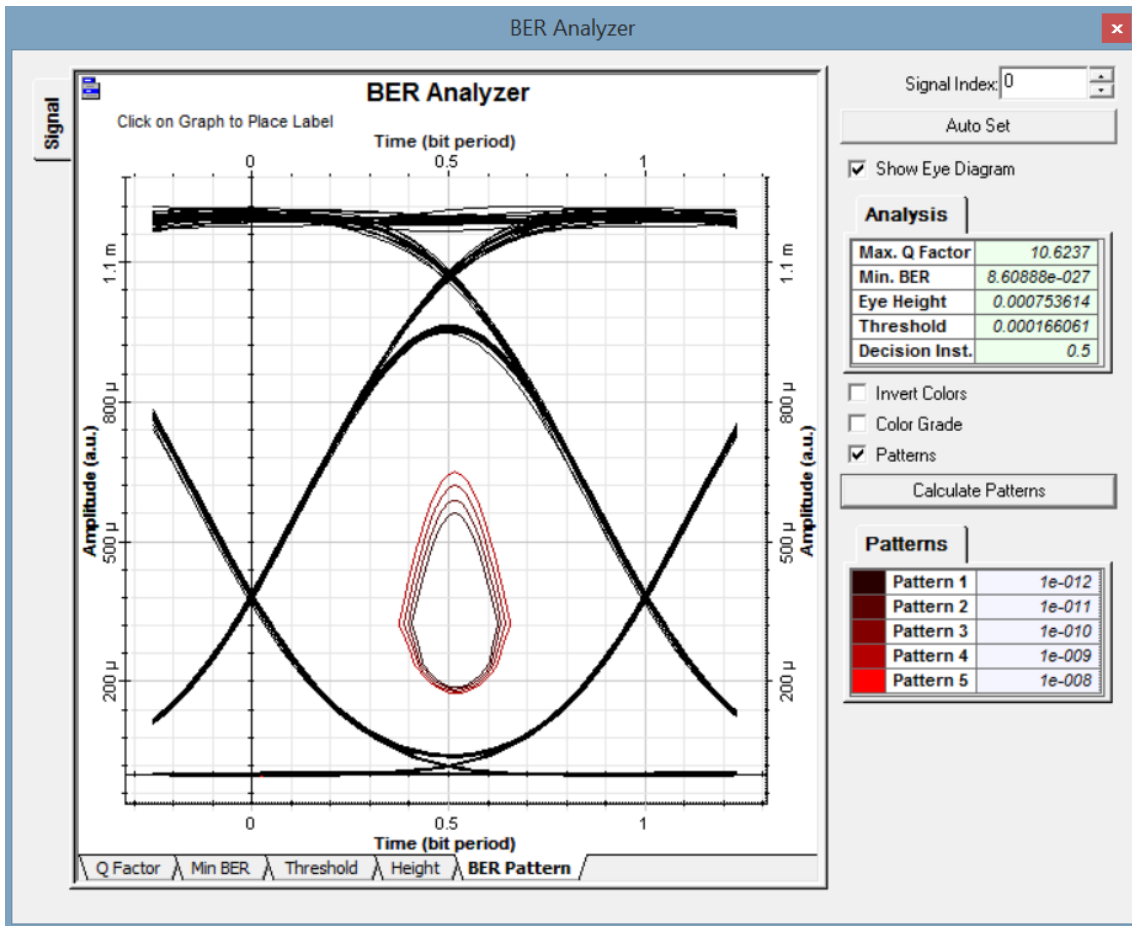 BER Analyzer
x
Signal
BER Analyzer
Click on Graph to Place Label
Time (bit period)
0 0.5 1
Amplitude (a.u.)
1.1 m
800 µ
500 µ
200 µ
1.1 m
800 µ
500 µ
200 µ
Amplitude (a.u.)
0 0.5 1
Time (bit period)
Q Factor Min BER Threshold Height BER Pattern
Signal Index: 0
Auto Set
Show Eye Diagram
Analysis
Max. Q Factor 10.6237
Min. BER 8.60888e-027
Eye Height 0.000753614
Threshold 0.000166061
Decision Inst. 0.5
Invert Colors
Color Grade
Patterns
Calculate Patterns
Patterns
Pattern 1 1e-012
Pattern 2 1e-011
Pattern 3 1e-010
Pattern 4 1e-009
Pattern 5 1e-008